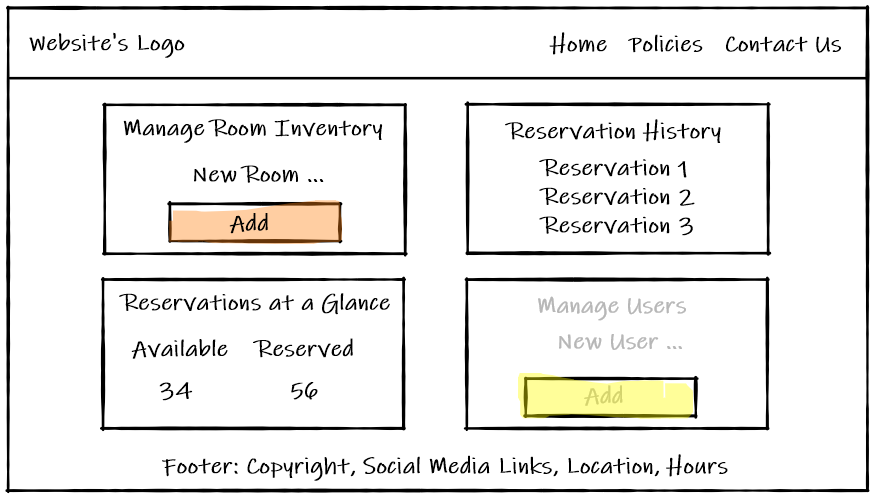 Website's Logo
Home Policies Contact Us
Manage Room Inventory
New Room ...
Add
Reservation History
Reservation 1
Reservation 2
Reservation 3
Reservations at a Glance
Available Reserved
34 56
Manage Users
New User ...
Add
Footer: Copyright, Social Media Links, Location, Hours